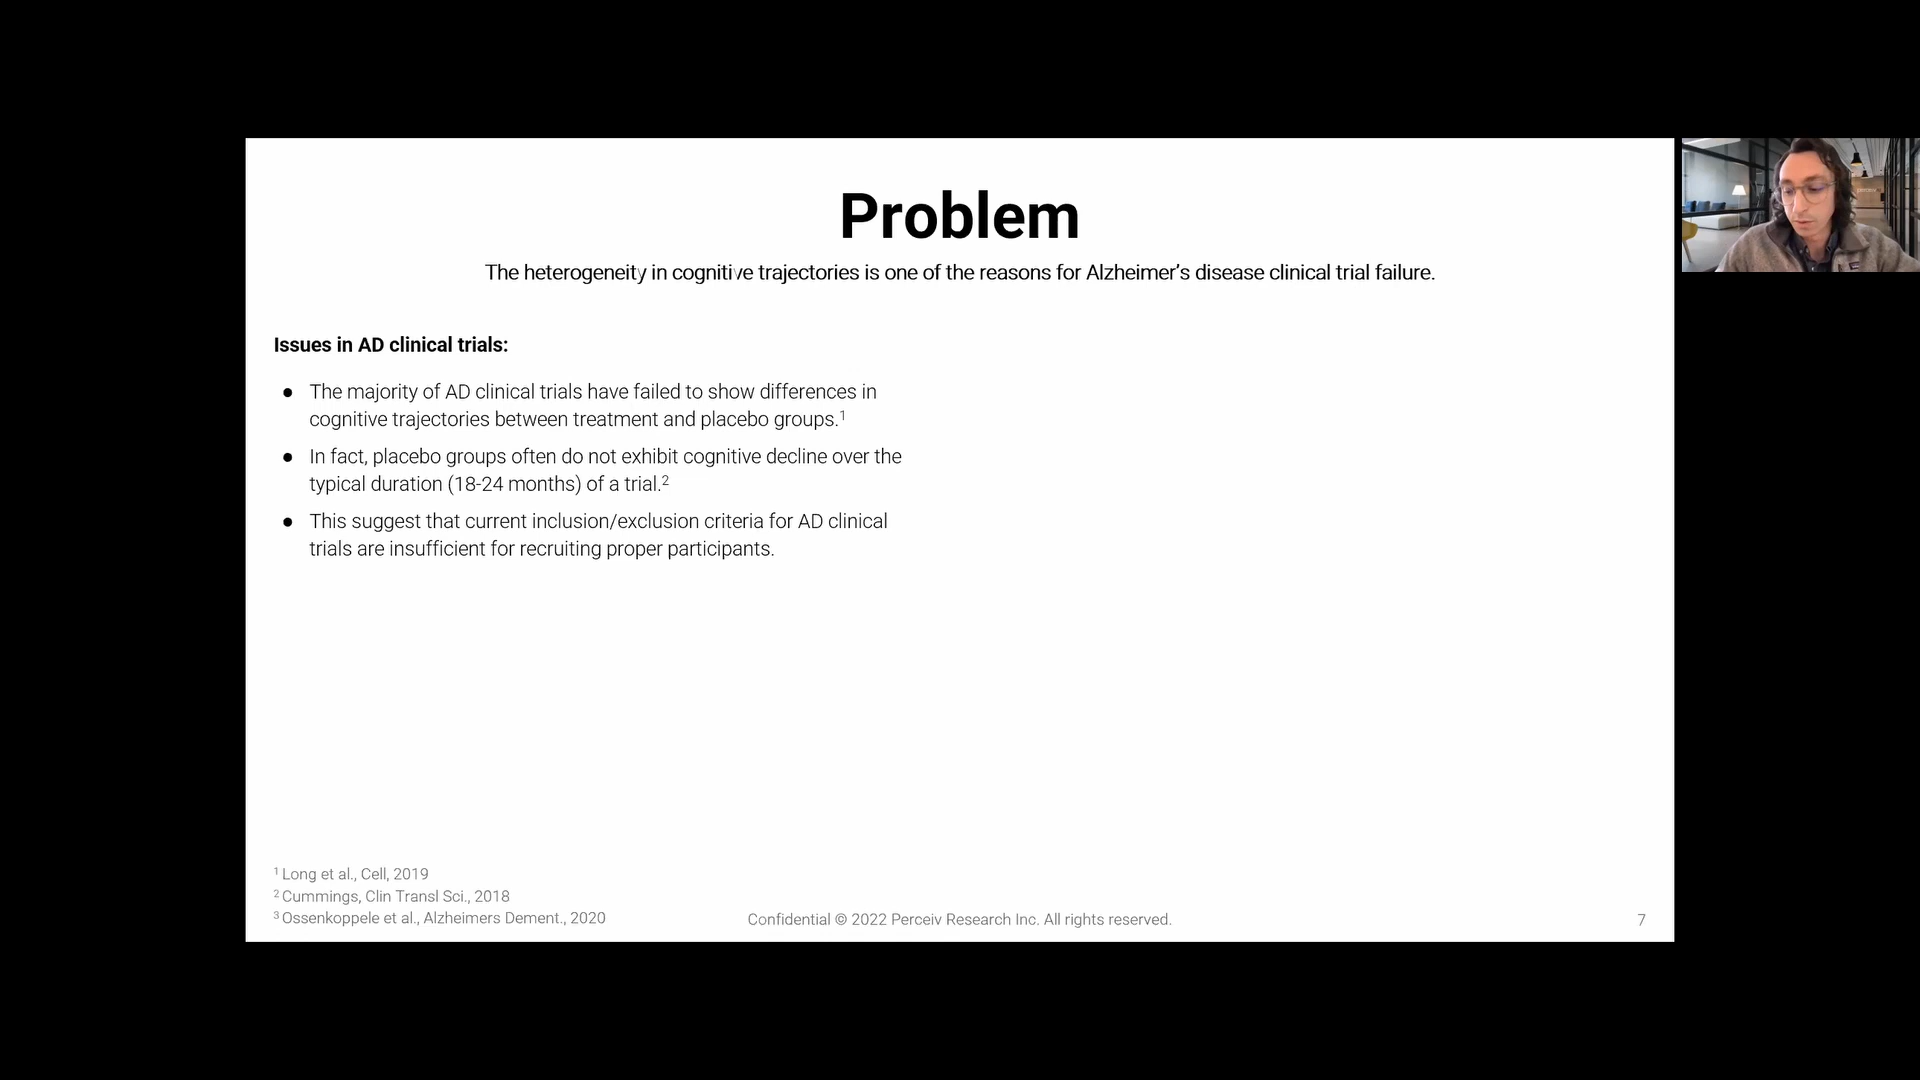 Problem
The heterogeneity in cognitive trajectories is one of the reasons for Alzheimer's disease clinical trial failure.
Issues in AD clinical trials:
● The majority of AD clinical trials have failed to show differences in
cognitive trajectories between treatment and placebo groups.¹
● In fact, placebo groups often do not exhibit cognitive decline over the
typical duration (18-24 months) of a trial.²
● This suggest that current inclusion/exclusion criteria for AD clinical
trials are insufficient for recruiting proper participants.
¹ Long et al., Cell, 2019
² Cummings, Clin Transl Sci., 2018
³ Ossenkoppele et al., Alzheimers Dement., 2020
Confidential © 2022 Perceiv Research Inc. All rights reserved.
7